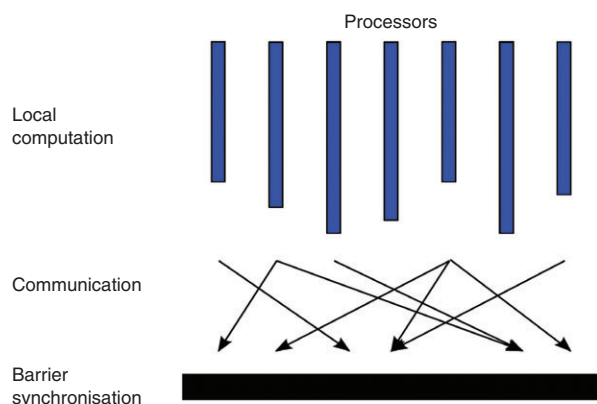 Processors
Local
computation
Communication
Barrier
synchronisation